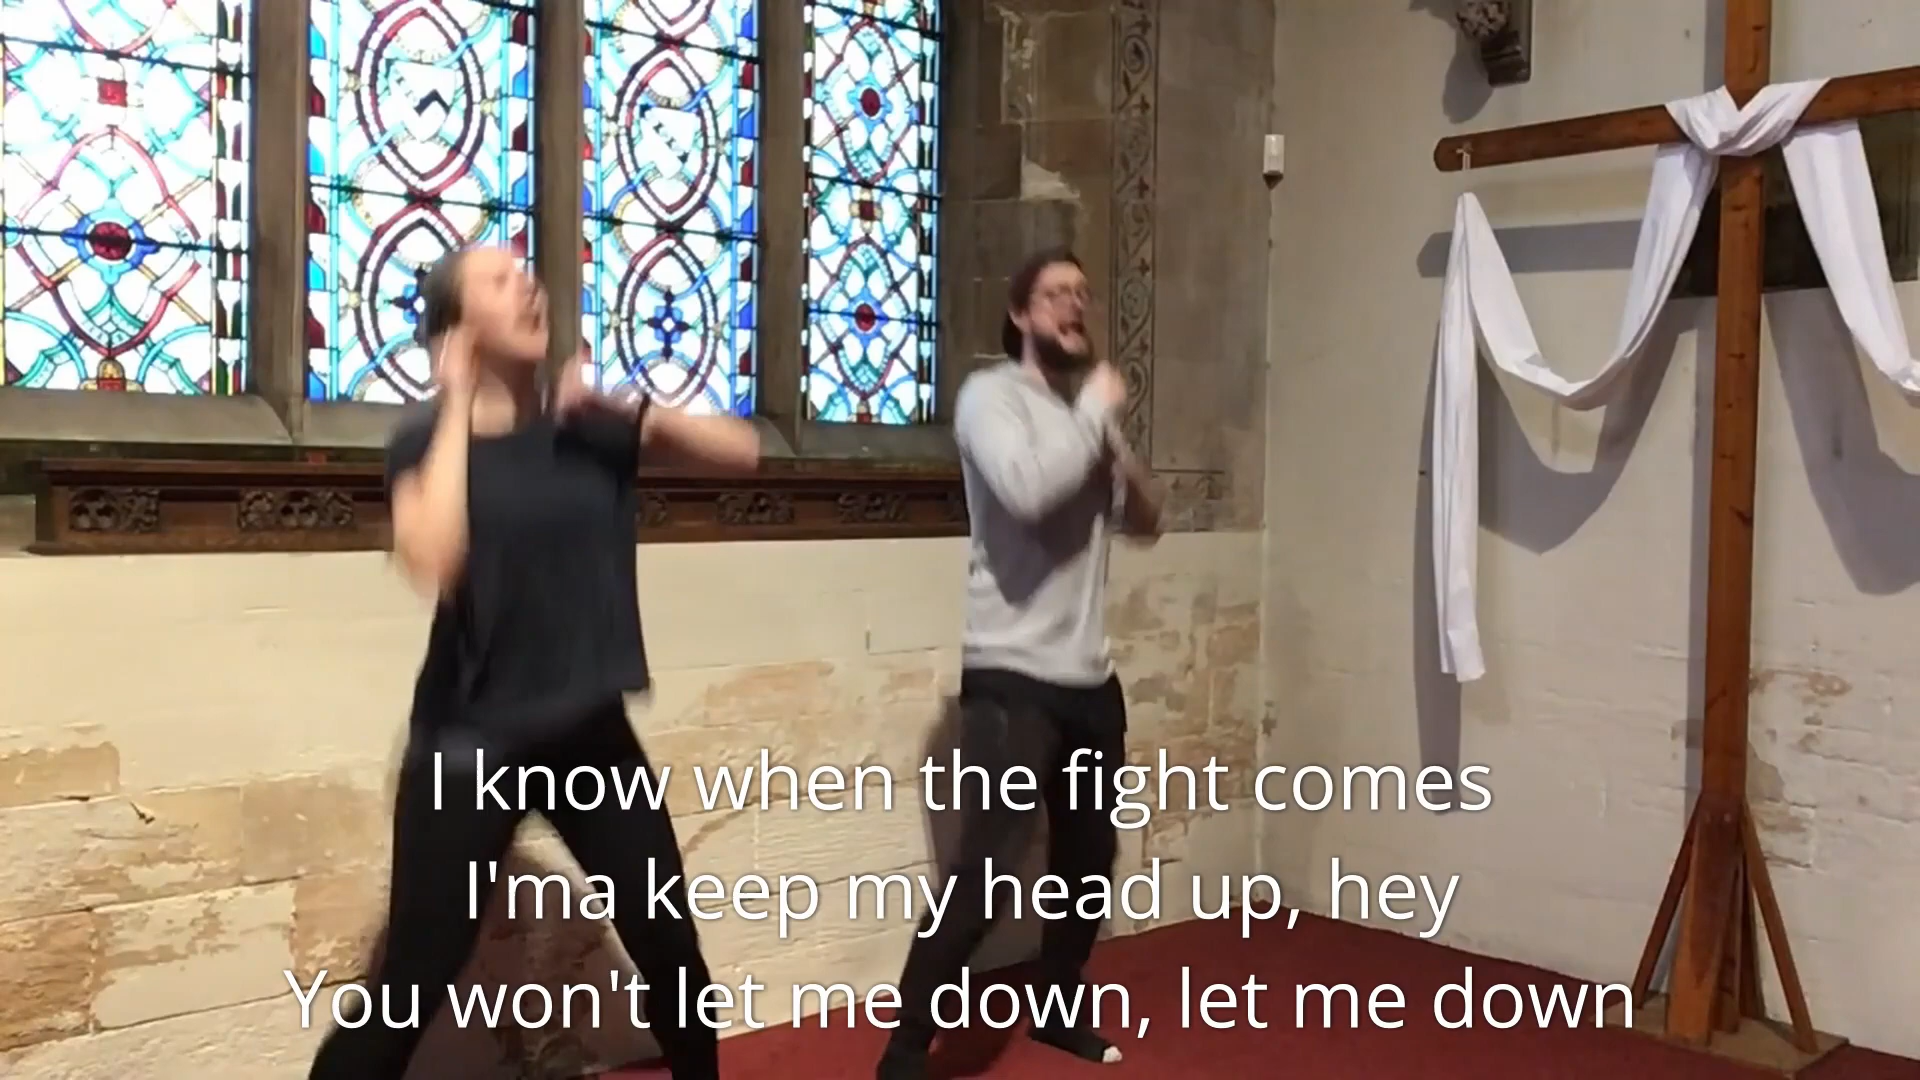 I know when the fight comes
I'ma keep my head up, hey
You won't let me down, let me down